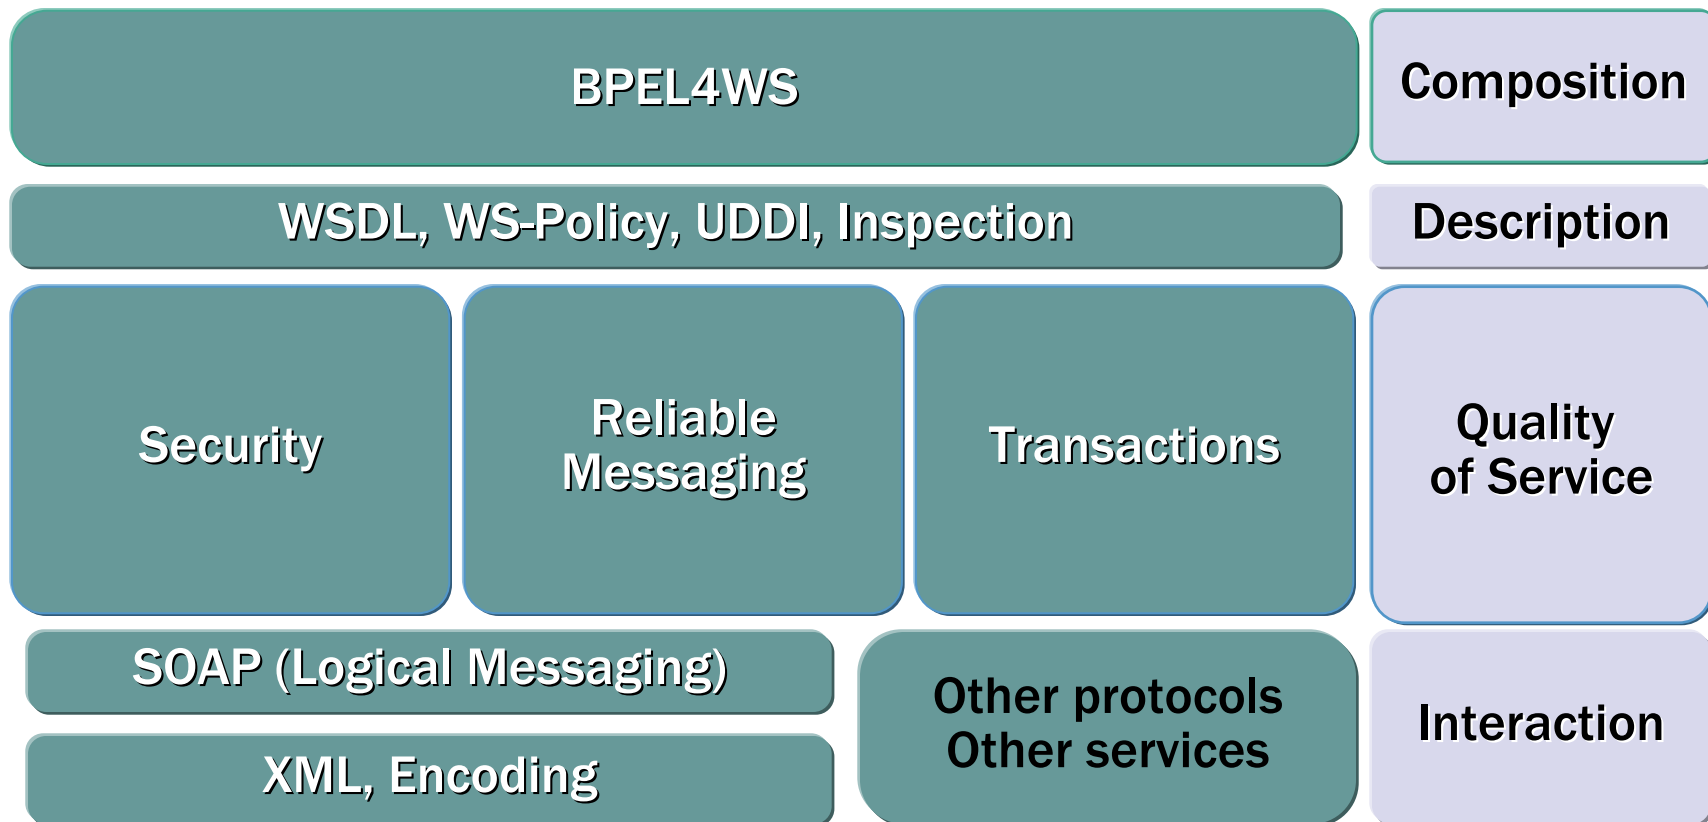 BPEL4WS
Composition
WSDL, WS-Policy, UDDI, Inspection
Description
Security
Reliable
Messaging
Transactions
Quality
of Service
SOAP (Logical Messaging)
XML, Encoding
Other protocols
Other services
Interaction